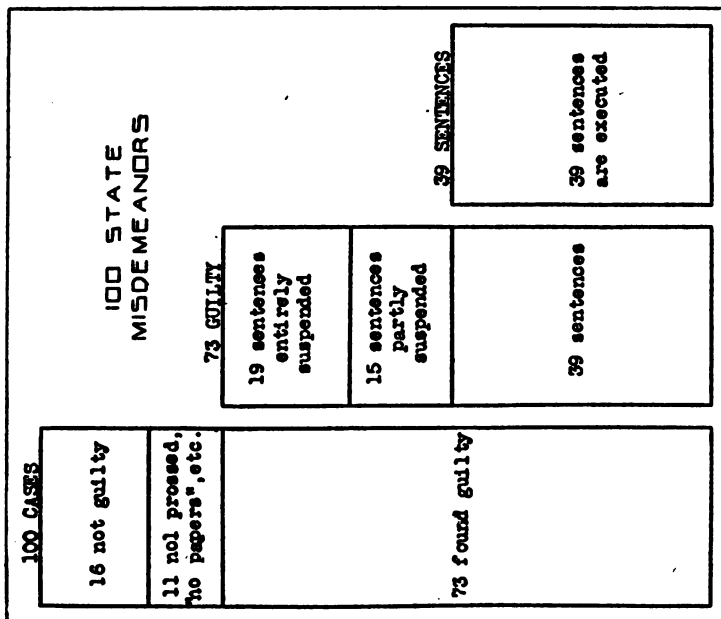 100 STATE
MISDEMEANORS
100 CASES
16 not guilty
11 nol prossed,
"no papers", etc.
73 found guilty
73 GUILTY
19 sentences
entirely
suspended
15 sentences
partly
suspended
39 sentences
39 SENTENCES
39 sentences
are executed